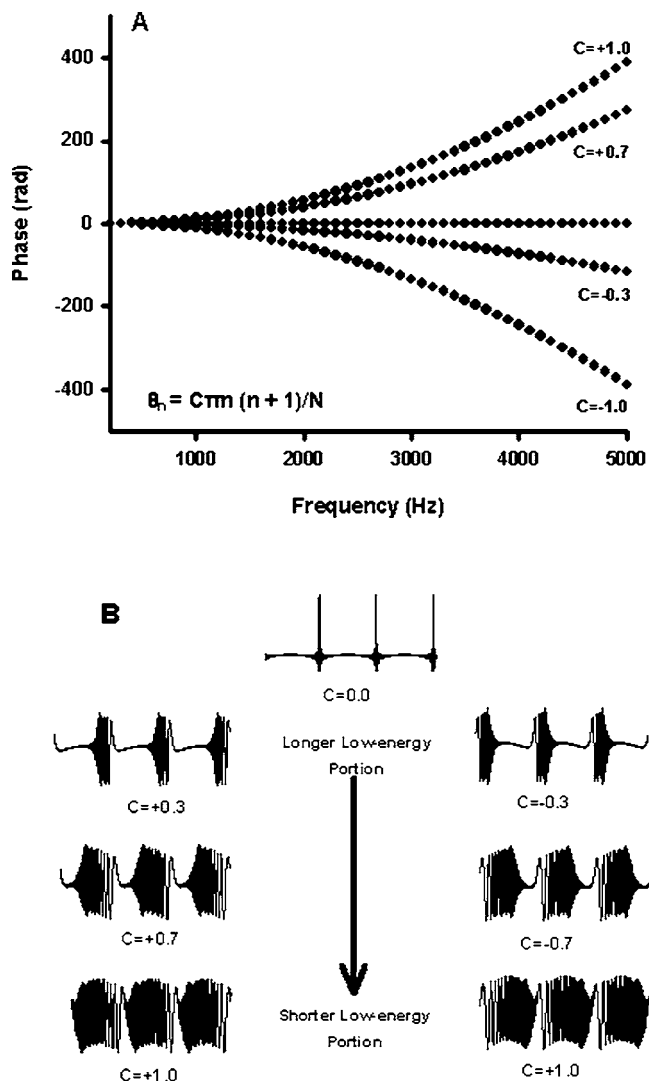 A
400
200
0
-200
-400
Phase (rad)
C=+1.0
C=+0.7
C=-0.3
C=-1.0
θn = Cπm (n + 1)/N
1000 2000 3000 4000 5000
Frequency (Hz)
B
C=0.0
Longer Low-energy
Portion
C=+0.3
C=-0.3
C=+0.7
C=-0.7
Shorter Low-energy
Portion
C=+1.0
C=+1.0